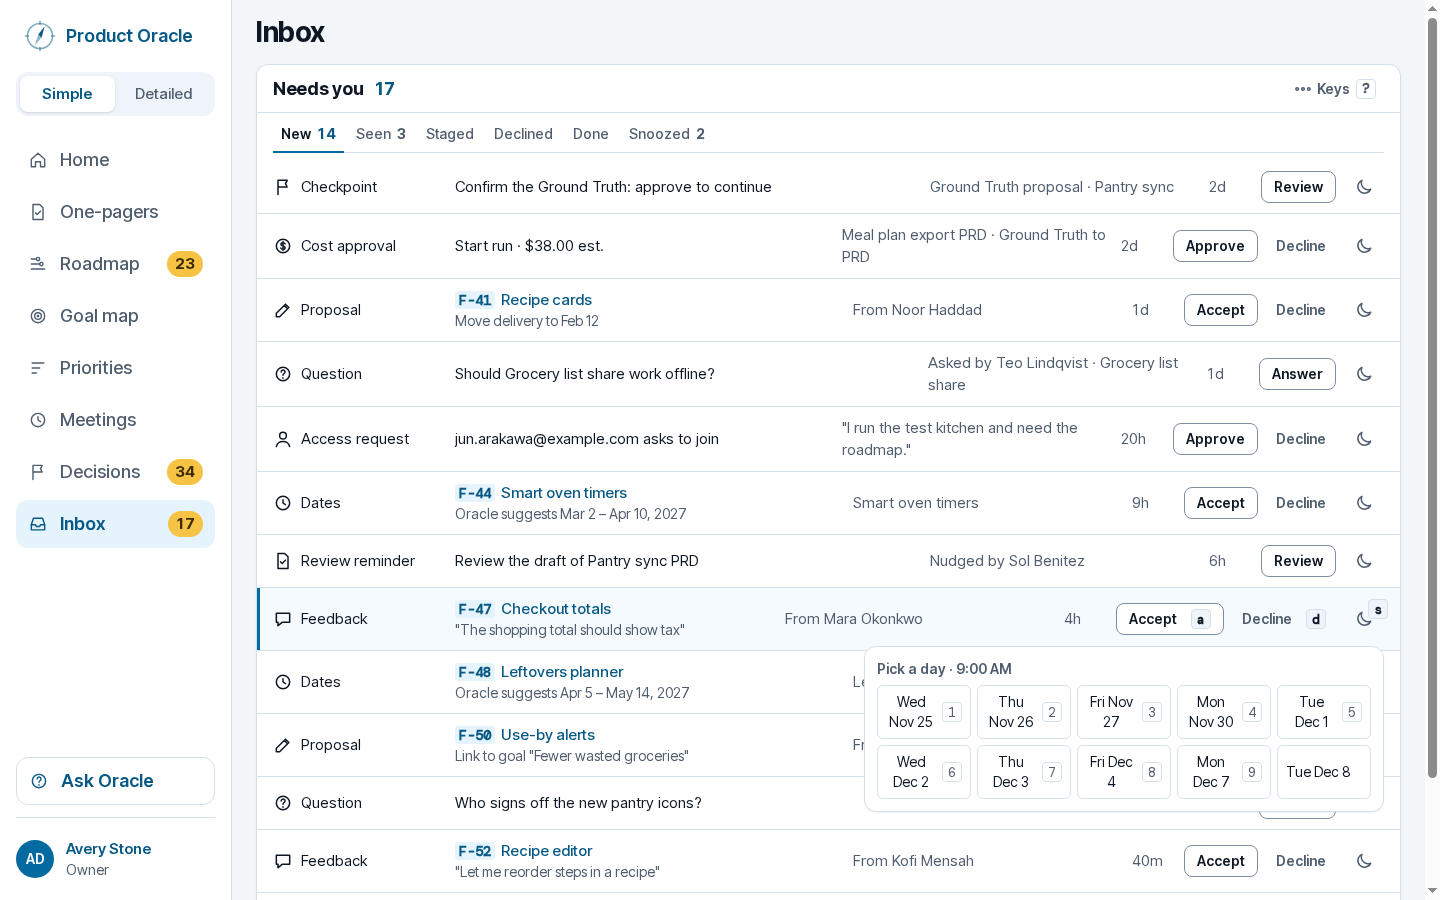 Product Oracle
Simple
Detailed
Home
One-pagers
Roadmap 23
Goal map
Priorities
Meetings
Decisions 34
Inbox 17
Ask Oracle
AD
Avery Stone
Owner
Inbox
Needs you 17
Keys ?
New 14
Seen 3
Staged
Declined
Done
Snoozed 2
Checkpoint
Confirm the Ground Truth: approve to continue
Ground Truth proposal · Pantry sync
2d
Review
Cost approval
Start run · $38.00 est.
Meal plan export PRD · Ground Truth to
PRD
2d
Approve
Decline
Proposal
F-41 Recipe cards
Move delivery to Feb 12
From Noor Haddad
1d
Accept
Decline
Question
Should Grocery list share work offline?
Asked by Teo Lindqvist · Grocery list
share
1d
Answer
Access request
jun.arakawa@example.com asks to join
"I run the test kitchen and need the
roadmap."
20h
Approve
Decline
Dates
F-44 Smart oven timers
Oracle suggests Mar 2 – Apr 10, 2027
Smart oven timers
9h
Accept
Decline
Review reminder
Review the draft of Pantry sync PRD
Nudged by Sol Benitez
6h
Review
Feedback
F-47 Checkout totals
"The shopping total should show tax"
From Mara Okonkwo
4h
Accept a
Decline d
s
Dates
F-48 Leftovers planner
Oracle suggests Apr 5 – May 14, 2027
Proposal
F-50 Use-by alerts
Link to goal "Fewer wasted groceries"
Question
Who signs off the new pantry icons?
Pick a day · 9:00 AM
Wed
Nov 25
1
Thu
Nov 26
2
Fri Nov
27
3
Mon
Nov 30
4
Tue
Dec 1
5
Wed
Dec 2
6
Thu
Dec 3
7
Fri Dec
4
8
Mon
Dec 7
9
Tue Dec 8
Feedback
F-52 Recipe editor
"Let me reorder steps in a recipe"
From Kofi Mensah
40m
Accept
Decline